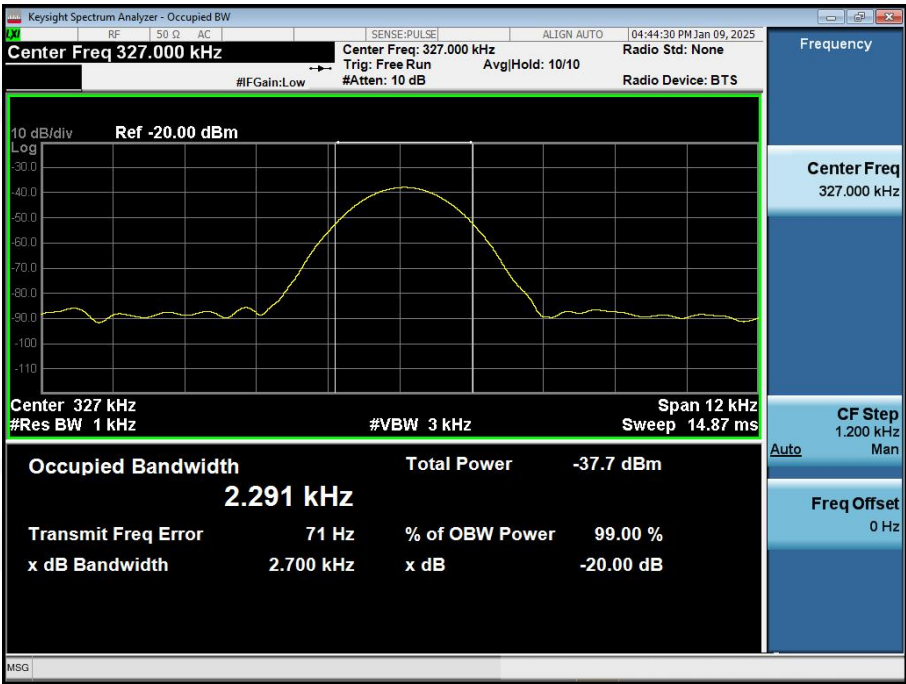 Keysight Spectrum Analyzer - Occupied BW
LXI RF 50 Ω AC SENSE:PULSE ALIGN AUTO 04:44:30 PM Jan 09, 2025
Center Freq 327.000 kHz
Center Freq: 327.000 kHz Radio Std: None
Trig: Free Run Avg|Hold: 10/10
#IFGain:Low #Atten: 10 dB Radio Device: BTS
10 dB/div Ref -20.00 dBm
Log
-30.0
-40.0
-50.0
-60.0
-70.0
-80.0
-90.0
-100
-110
Center 327 kHz Span 12 kHz
#Res BW 1 kHz #VBW 3 kHz Sweep 14.87 ms
Occupied Bandwidth Total Power -37.7 dBm
2.291 kHz
Transmit Freq Error 71 Hz % of OBW Power 99.00 %
x dB Bandwidth 2.700 kHz x dB -20.00 dB
Frequency
Center Freq
327.000 kHz
CF Step
1.200 kHz
Auto Man
Freq Offset
0 Hz
MSG